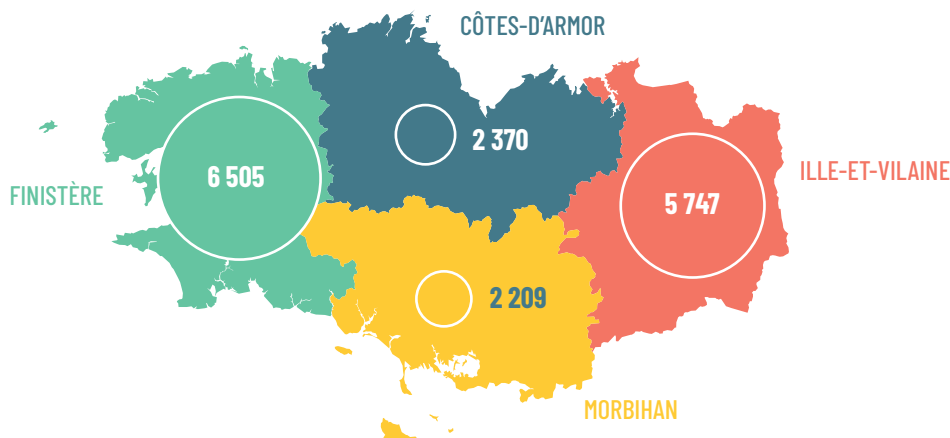 CÔTES-D'ARMOR
2 370
ILLE-ET-VILAINE
6 505
FINISTÈRE
5 747
2 209
MORBIHAN